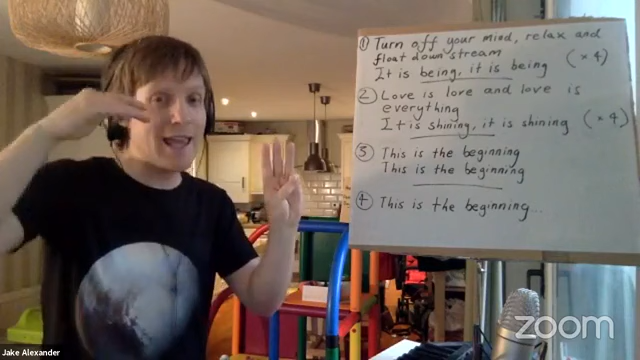 ① Turn off your mind, relax and
float down stream
It is being, it is being (x4)
② Love is love and love is
everything
It is shining, it is shining (x4)
③ This is the beginning
This is the beginning
④ This is the beginning...
Jake Alexander
zoom